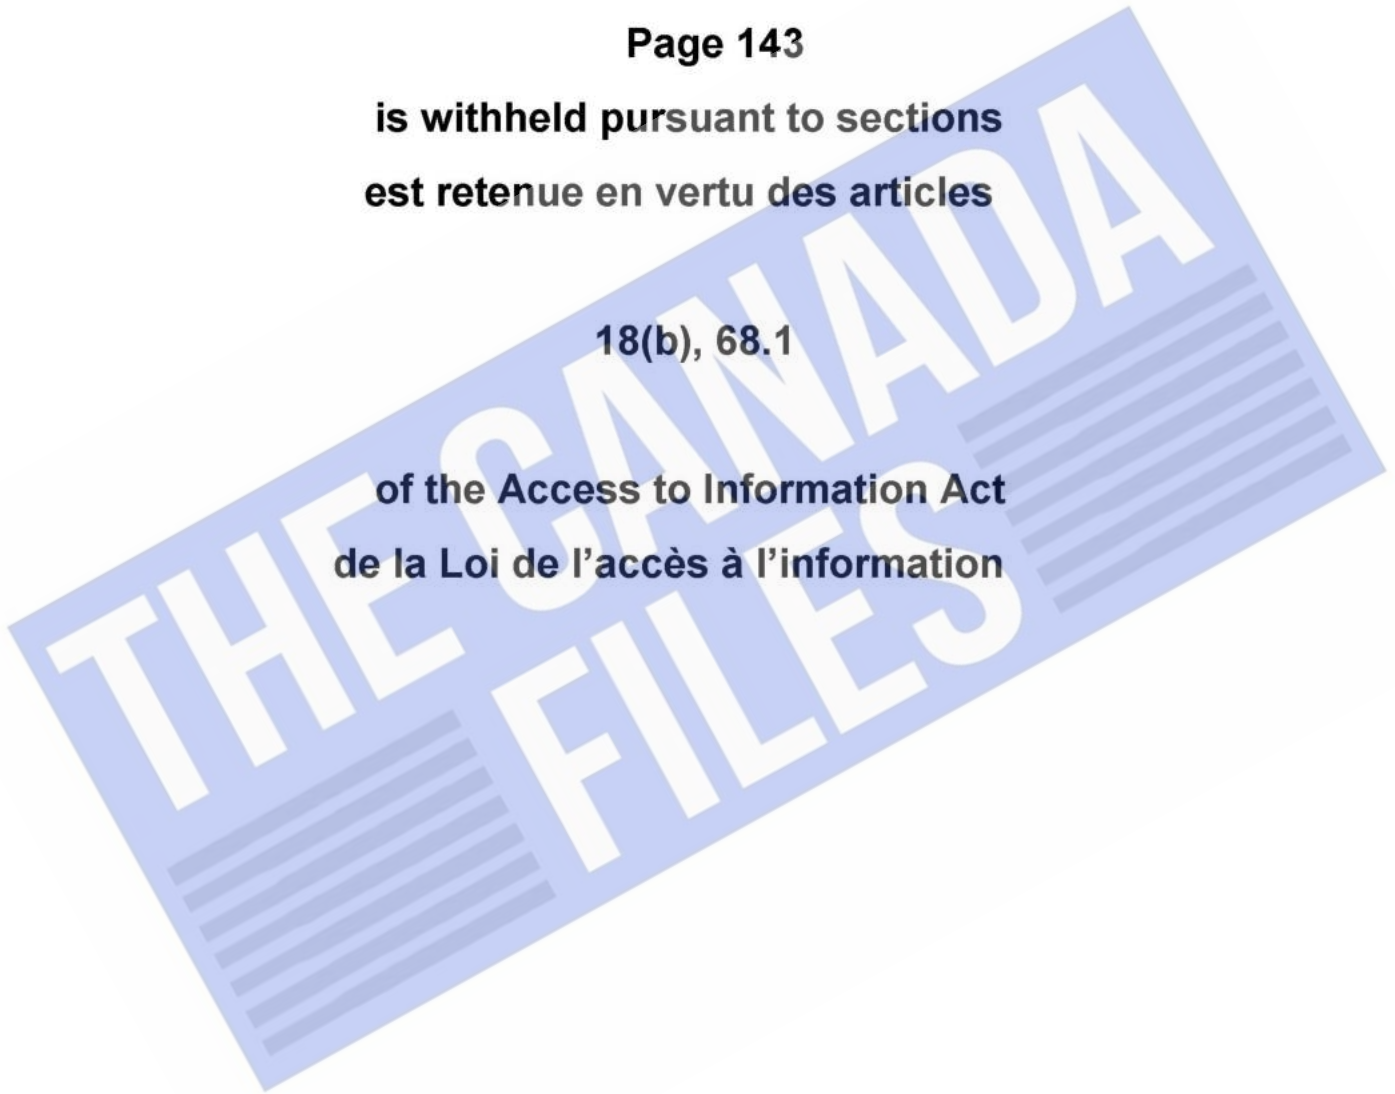 Page 143
is withheld pursuant to sections
est retenue en vertu des articles
18(b), 68.1
of the Access to Information Act
de la Loi de l’accès à l’information
THE CANADA
FILES